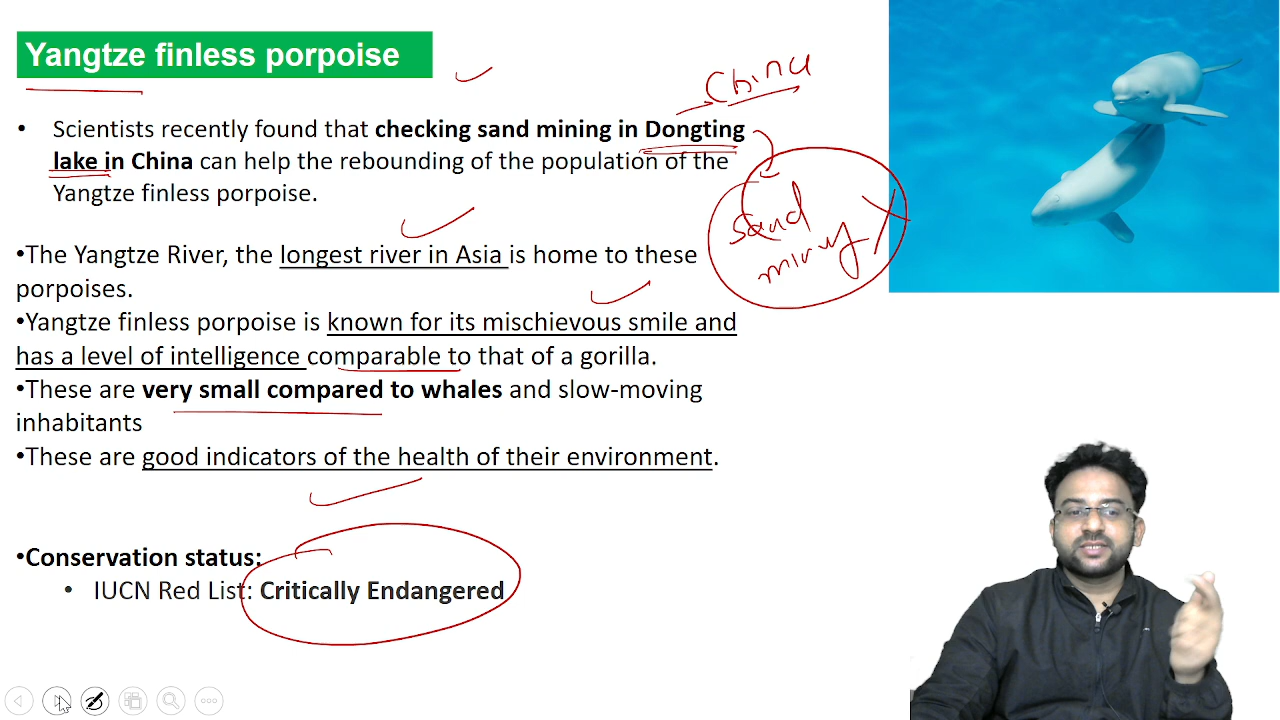 Yangtze finless porpoise
China
• Scientists recently found that checking sand mining in Dongting
lake in China can help the rebounding of the population of the
Yangtze finless porpoise.
sand
mining
•The Yangtze River, the longest river in Asia is home to these
porpoises.
•Yangtze finless porpoise is known for its mischievous smile and
has a level of intelligence comparable to that of a gorilla.
•These are very small compared to whales and slow-moving
inhabitants
•These are good indicators of the health of their environment.
•Conservation status:
• IUCN Red List: Critically Endangered